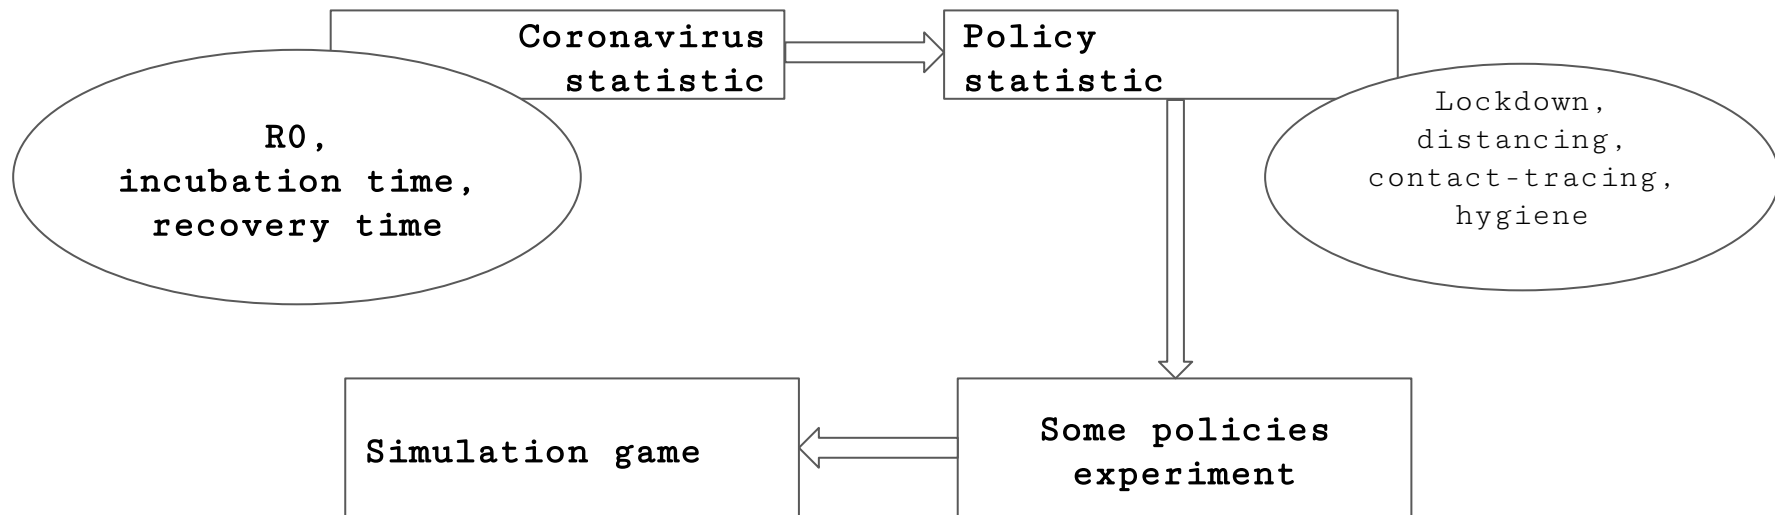 Coronavirus
statistic
Policy
statistic
R0,
incubation time,
recovery time
Lockdown,
distancing,
contact-tracing,
hygiene
Simulation game
Some policies
experiment